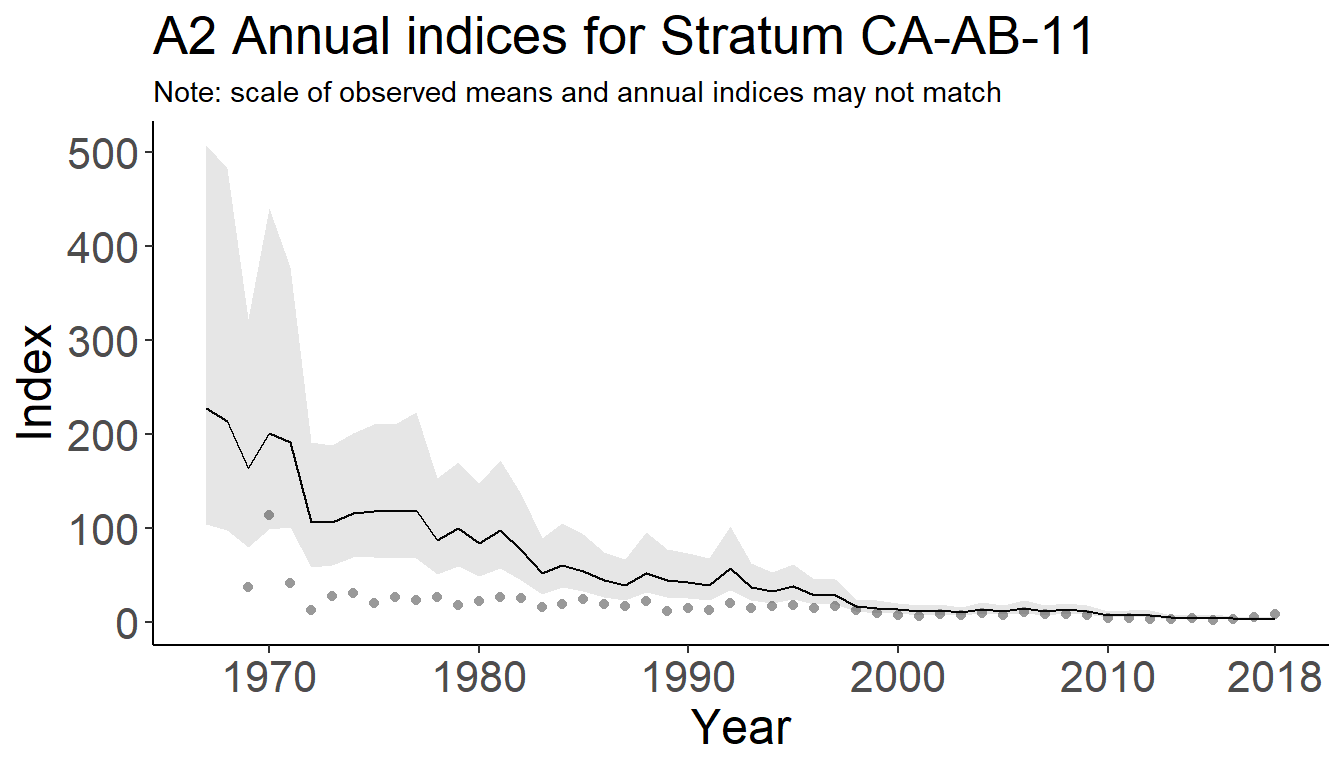 A2 Annual indices for Stratum CA-AB-11
Note: scale of observed means and annual indices may not match
500
400
300
200
100
0
Index
1970 1980 1990 2000 2010 2018
Year